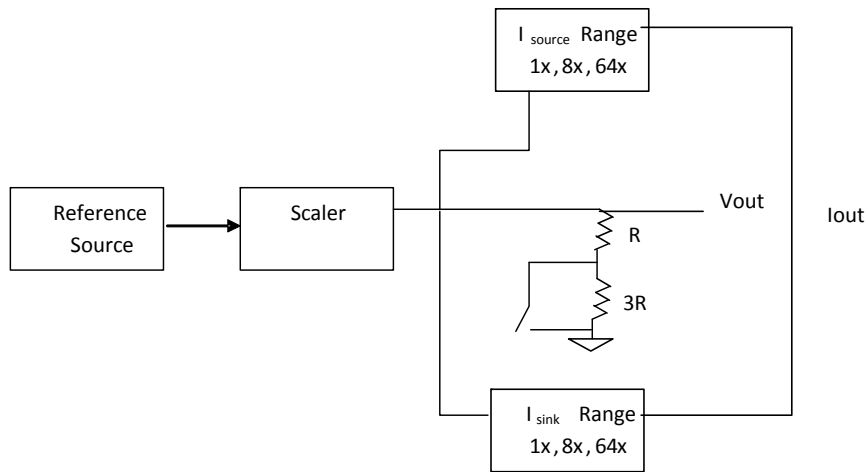 I source Range
1x, 8x, 64x
Reference
Source
Scaler
Vout
Iout
R
3R
I sink Range
1x, 8x, 64x